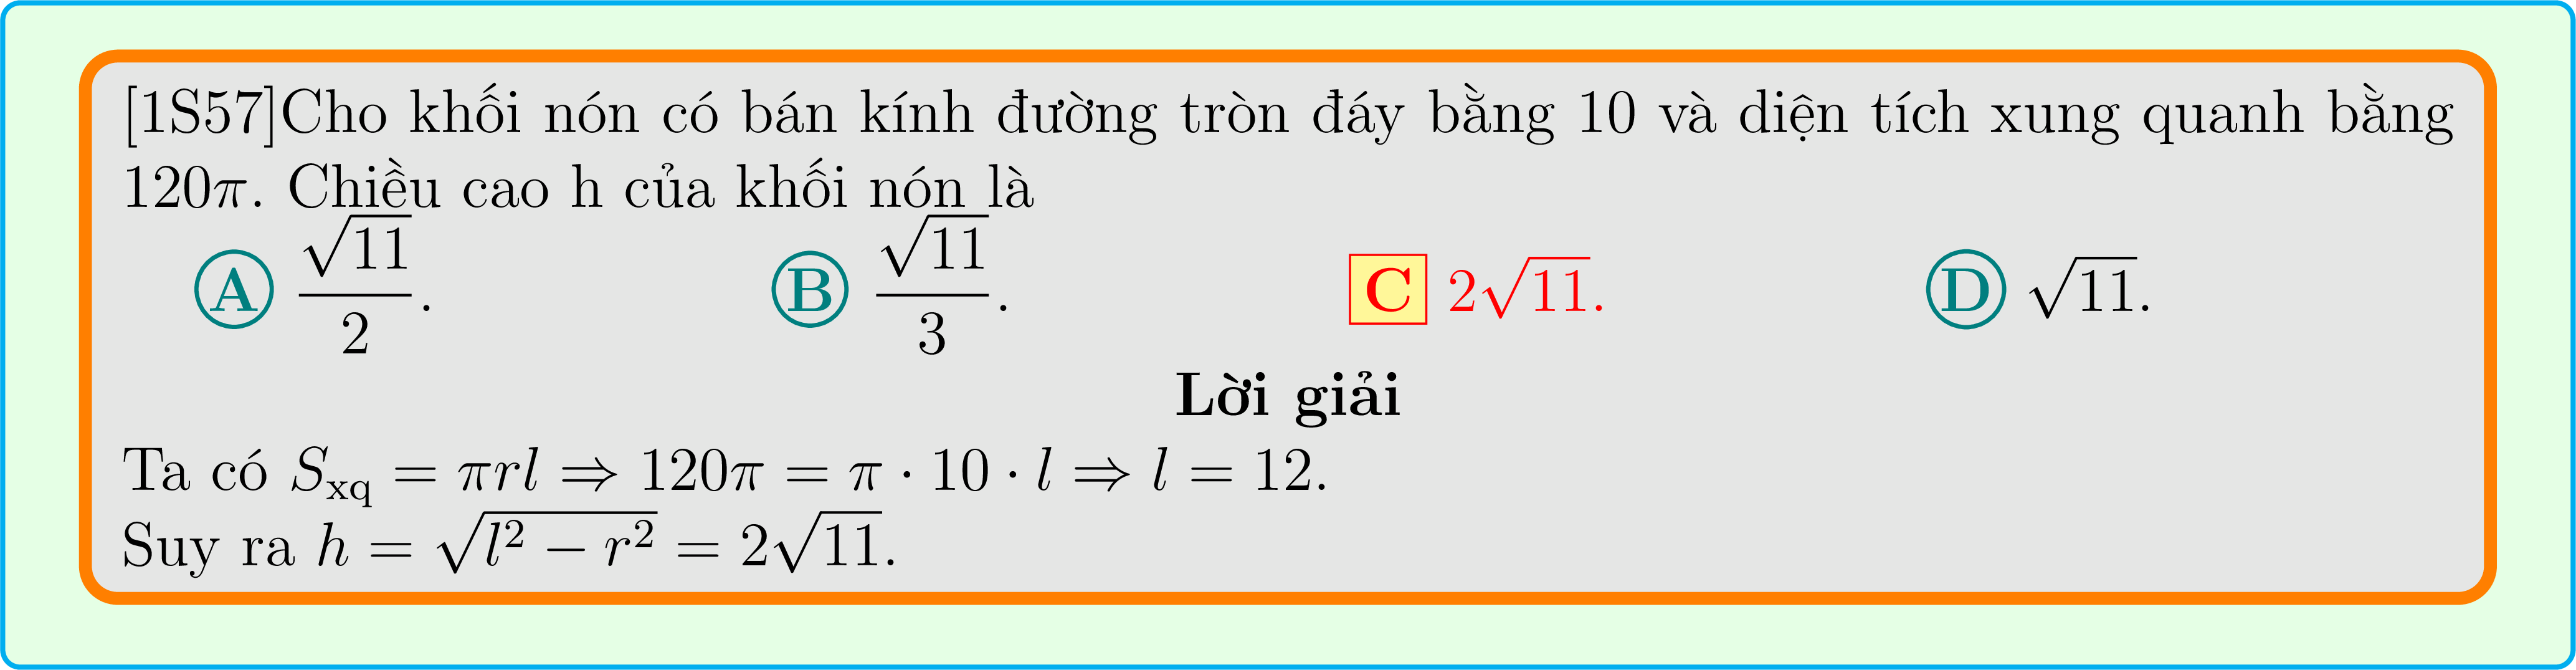 [1S57]Cho khối nón có bán kính đường tròn đáy bằng 10 và diện tích xung quanh bằng
120π. Chiều cao h của khối nón là
A $\frac{\sqrt{11}}{2}$. B $\frac{\sqrt{11}}{3}$. C $2\sqrt{11}$. D $\sqrt{11}$.
Lời giải
Ta có $S_{\text{xq}} = \pi rl \Rightarrow 120\pi = \pi \cdot 10 \cdot l \Rightarrow l = 12$.
Suy ra $h = \sqrt{l^2 - r^2} = 2\sqrt{11}$.